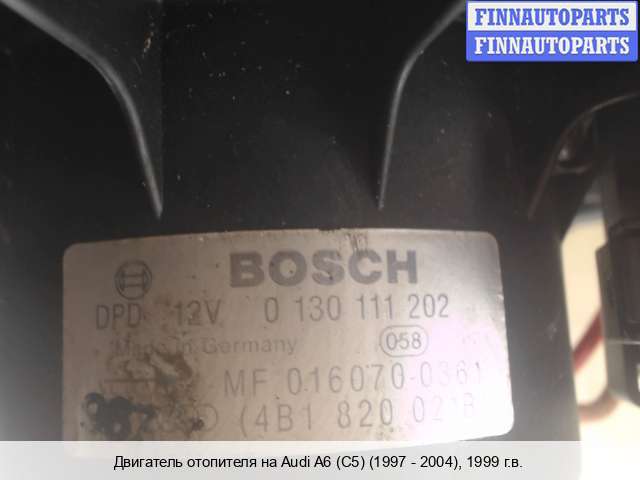 FINNAUTOPARTS
FINNAUTOPARTS
BOSCH
DPD 12V 0 130 111 202
Made in Germany 058
MF 016070-0361
(4B1 820 021B
Двигатель отопителя на Audi A6 (C5) (1997 - 2004), 1999 г.в.